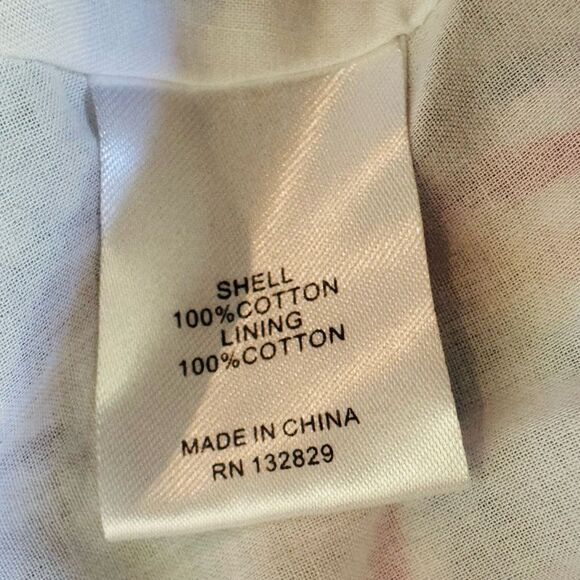 SHELL
100%COTTON
LINING
100%COTTON
MADE IN CHINA
RN 132829